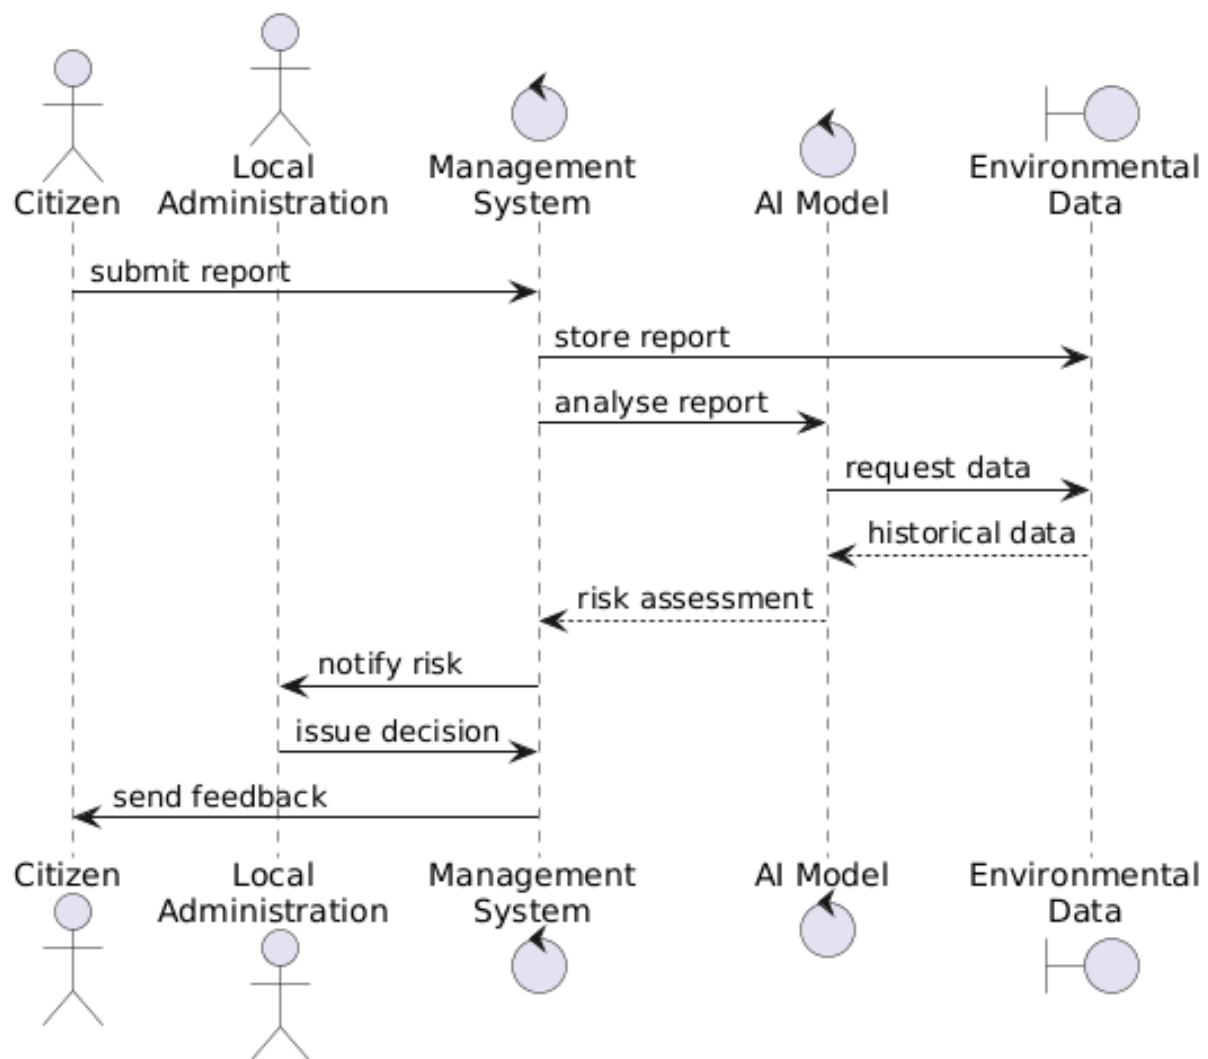 Citizen
Local
Administration
Management
System
AI Model
Environmental
Data
submit report
store report
analyse report
request data
historical data
risk assessment
notify risk
issue decision
send feedback
Citizen
Local
Administration
Management
System
AI Model
Environmental
Data